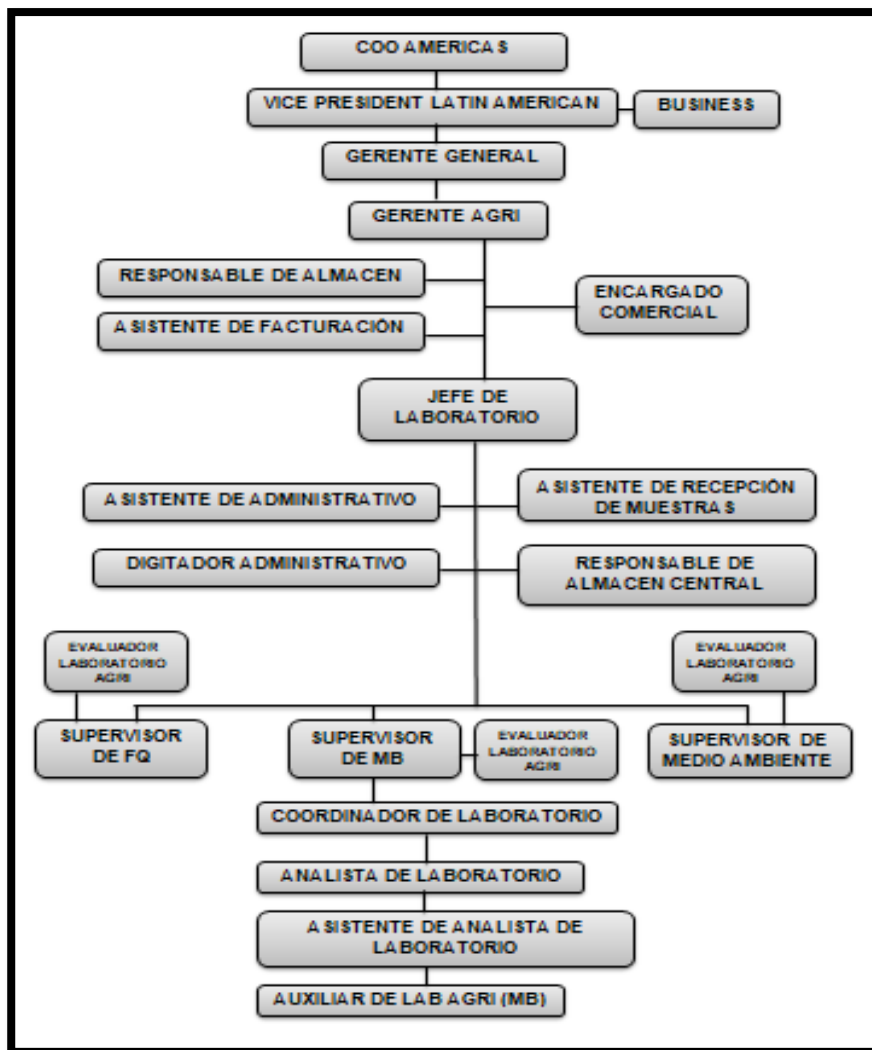 COO AMERICAS
VICE PRESIDENT LATIN AMERICAN
BUSINESS
GERENTE GENERAL
GERENTE AGRI
RESPONSABLE DE ALMACEN
ENCARGADO
COMERCIAL
ASISTENTE DE FACTURACIÓN
JEFE DE
LABORATORIO
ASISTENTE DE ADMINISTRATIVO
ASISTENTE DE RECEPCIÓN
DE MUESTRAS
DIGITADOR ADMINISTRATIVO
RESPONSABLE DE
ALMACEN CENTRAL
EVALUADOR
LABORATORIO
AGRI
EVALUADOR
LABORATORIO
AGRI
SUPERVISOR
DE FQ
SUPERVISOR
DE MB
EVALUADOR
LABORATORIO
AGRI
SUPERVISOR DE
MEDIO AMBIENTE
COORDINADOR DE LABORATORIO
ANALISTA DE LABORATORIO
ASISTENTE DE ANALISTA DE
LABORATORIO
AUXILIAR DE LAB AGRI (MB)